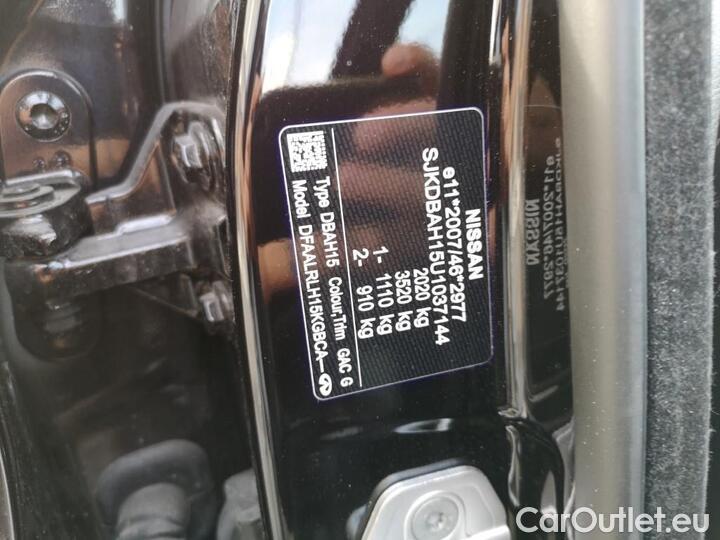 NISSAN
e11*2007/46*2977
SJKDBAH15U1037144
2020 kg
3520 kg
1- 1110 kg
2- 910 kg
Type DBAH15 Colour,Trim GAC G
Model DFAALRLH15KGBCA-
CarOutlet.eu